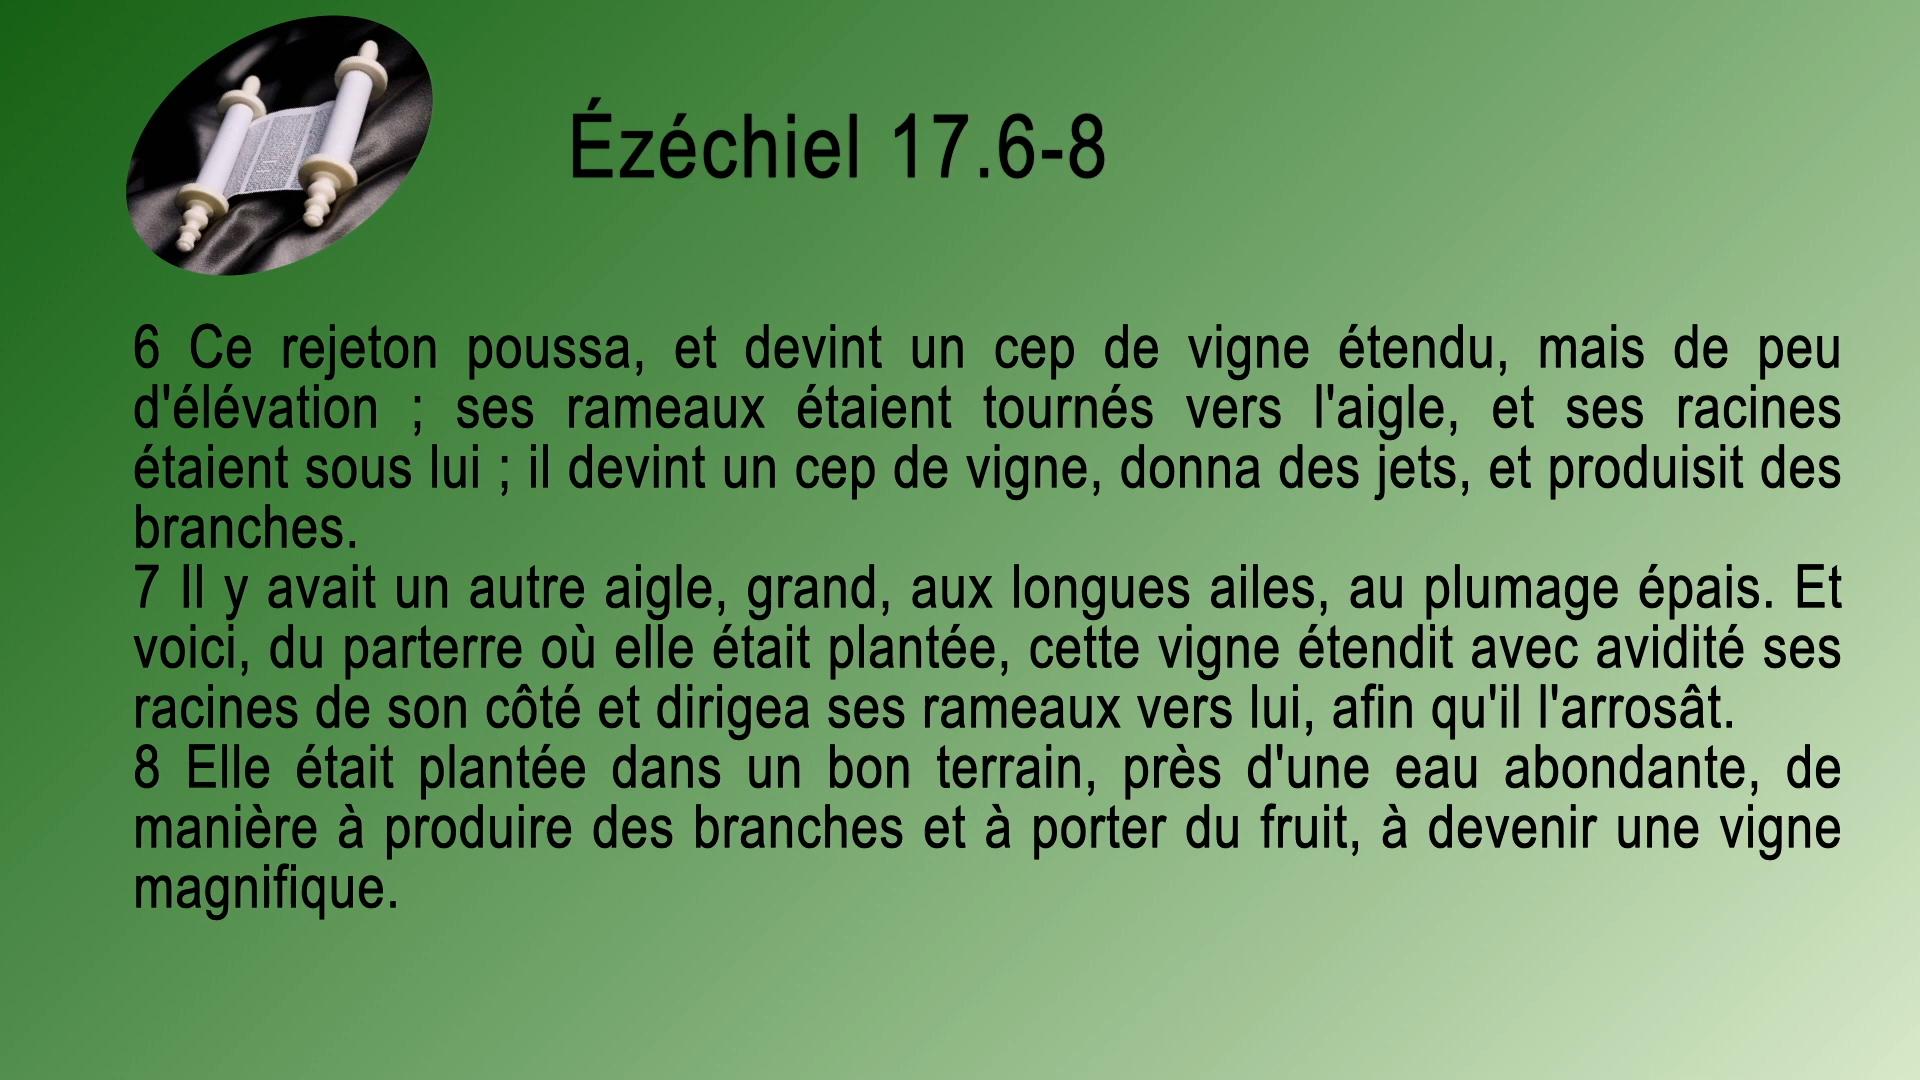 Ézéchiel 17.6-8
6 Ce rejeton poussa, et devint un cep de vigne étendu, mais de peu
d'élévation ; ses rameaux étaient tournés vers l'aigle, et ses racines
étaient sous lui ; il devint un cep de vigne, donna des jets, et produisit des
branches.
7 Il y avait un autre aigle, grand, aux longues ailes, au plumage épais. Et
voici, du parterre où elle était plantée, cette vigne étendit avec avidité ses
racines de son côté et dirigea ses rameaux vers lui, afin qu'il l'arrosât.
8 Elle était plantée dans un bon terrain, près d'une eau abondante, de
manière à produire des branches et à porter du fruit, à devenir une vigne
magnifique.